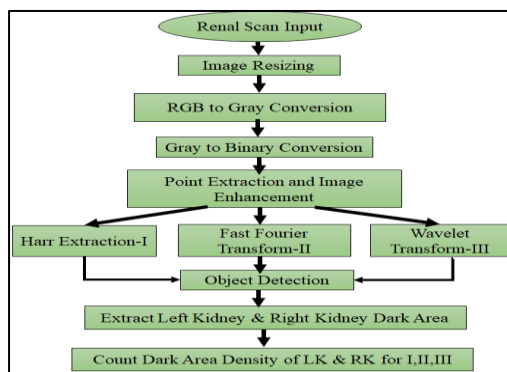 Renal Scan Input
Image Resizing
RGB to Gray Conversion
Gray to Binary Conversion
Point Extraction and Image
Enhancement
Harr Extraction-I
Fast Fourier
Transform-II
Wavelet
Transform-III
Object Detection
Extract Left Kidney & Right Kidney Dark Area
Count Dark Area Density of LK & RK for I,II,III